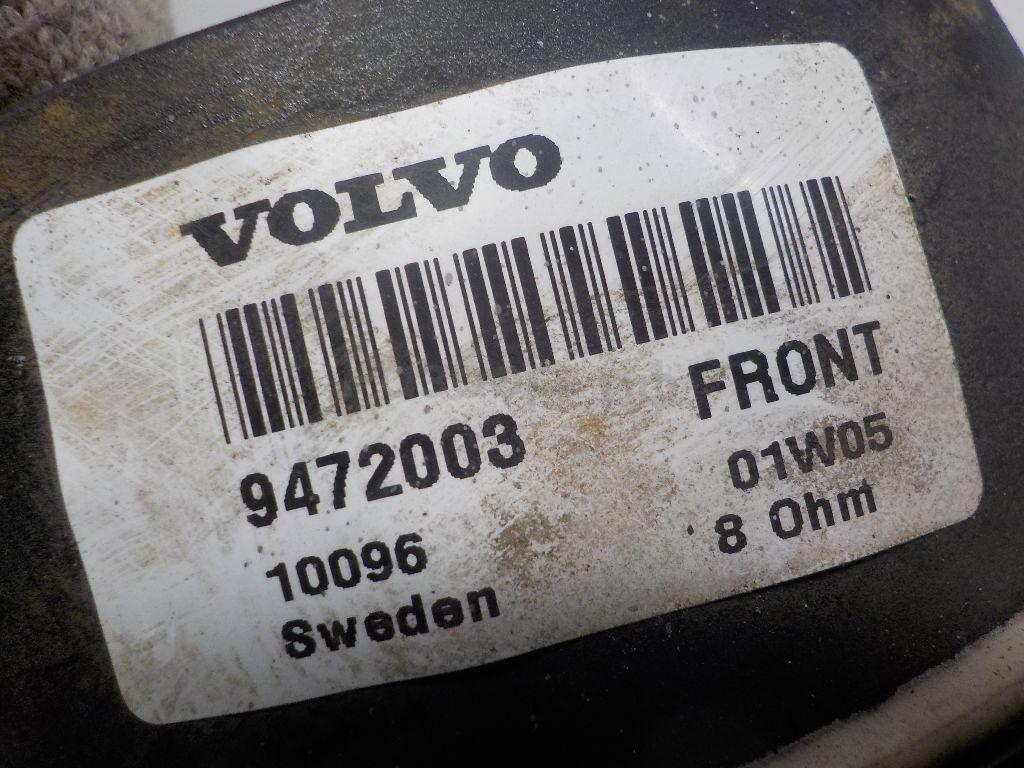 VOLVO
9472003 FRONT
10096 01W05
Sweden 8 Ohm